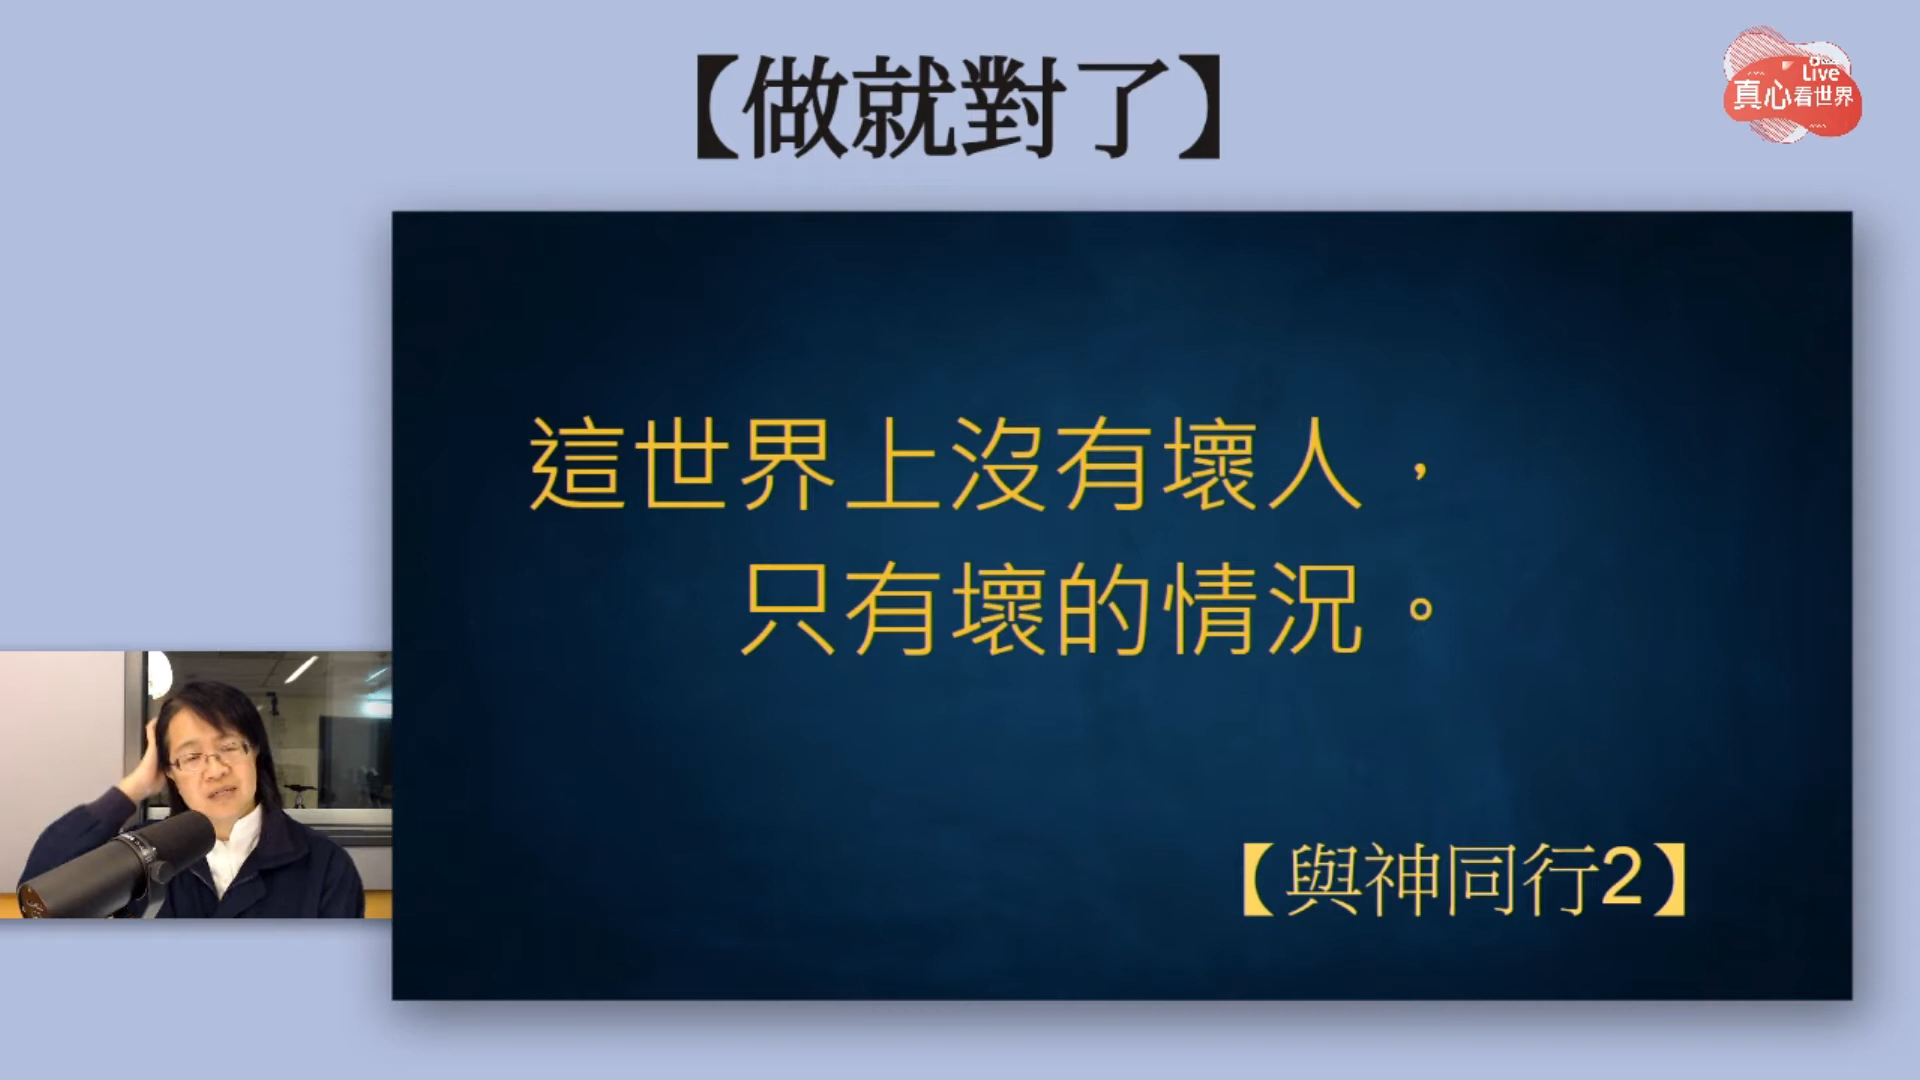 【做就對了】
Live
真心看世界
這世界上沒有壞人，
只有壞的情況。
【與神同行2】